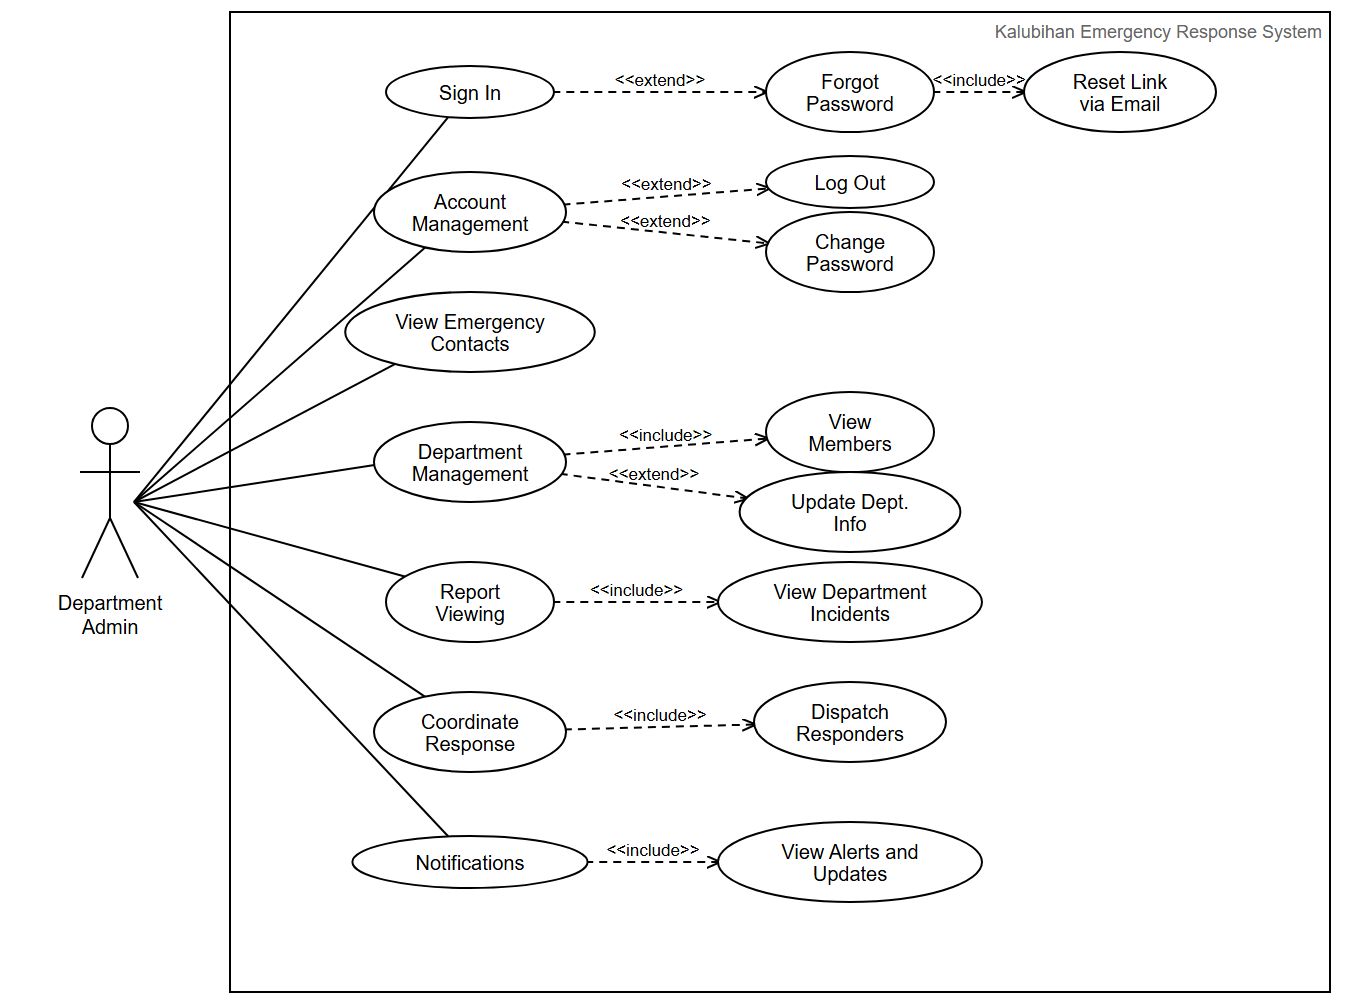 Kalubihan Emergency Response System
Sign In
<<extend>>
Forgot
Password
<<include>>
Reset Link
via Email
Account
Management
<<extend>>
Log Out
<<extend>>
Change
Password
View Emergency
Contacts
Department
Management
<<include>>
View
Members
<<extend>>
Update Dept.
Info
Department
Admin
Report
Viewing
<<include>>
View Department
Incidents
Coordinate
Response
<<include>>
Dispatch
Responders
Notifications
<<include>>
View Alerts and
Updates